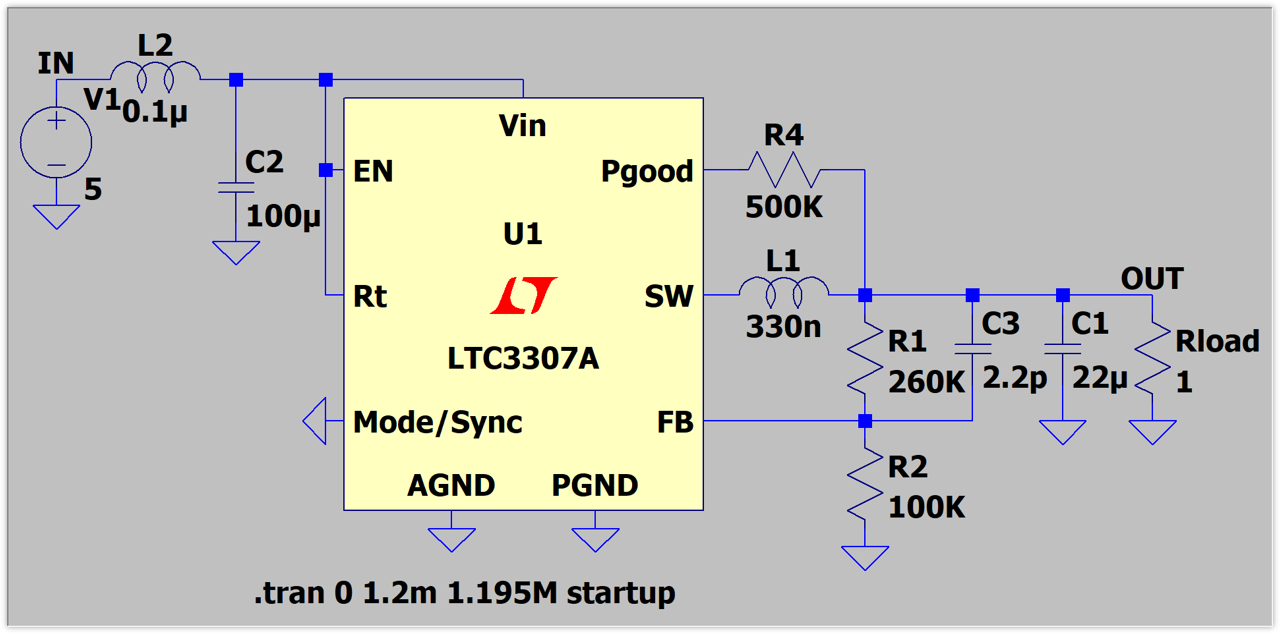 IN
L2
V1
0.1µ
5
C2
100µ
Vin
EN
Pgood
U1
Rt
SW
LTC3307A
Mode/Sync
FB
AGND
PGND
R4
500K
L1
330n
OUT
R1
260K
C3
2.2p
C1
22µ
Rload
1
R2
100K
.tran 0 1.2m 1.195M startup